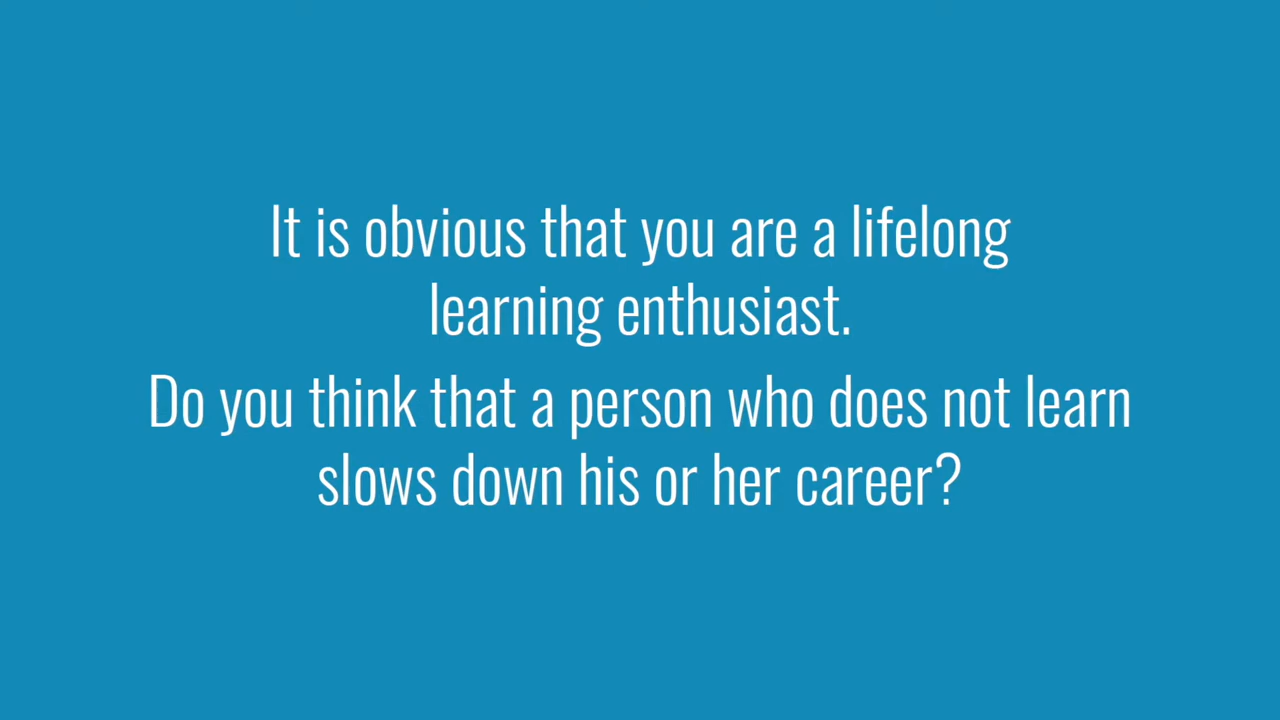 It is obvious that you are a lifelong
learning enthusiast.
Do you think that a person who does not learn
slows down his or her career?